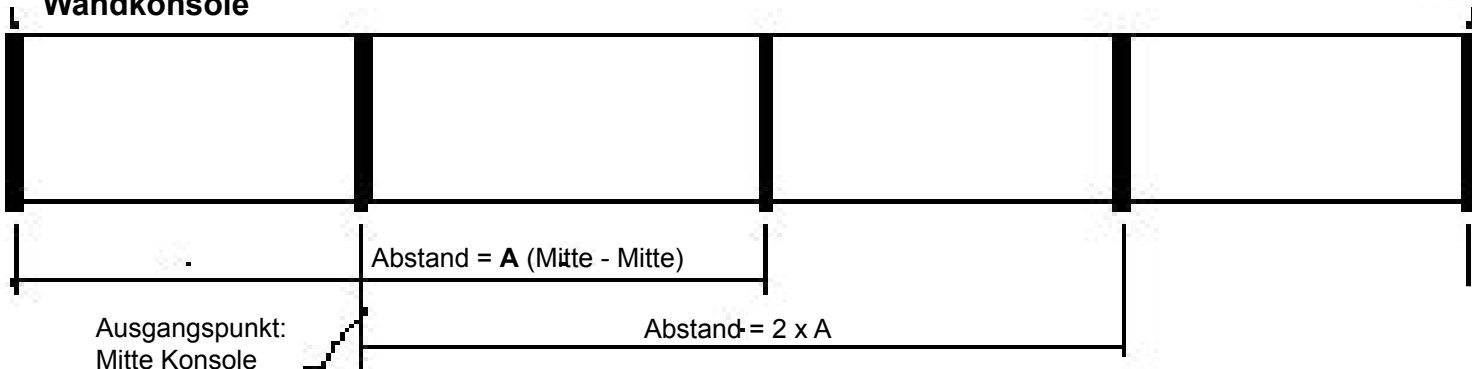 Wandkonsole
Abstand = A (Mitte - Mitte)
Ausgangspunkt:
Mitte Konsole
Abstand = 2 x A